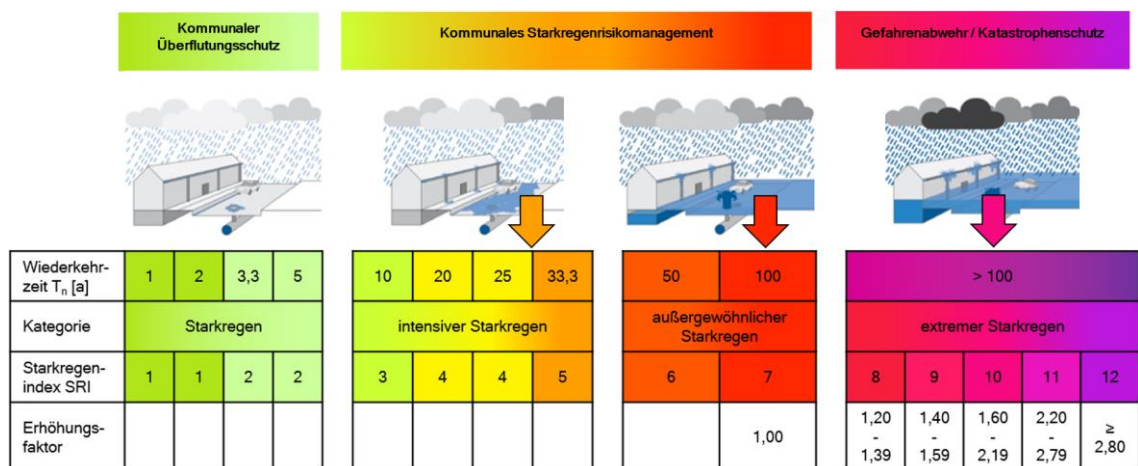 Kommunaler
Überflutungsschutz
Kommunales Starkregenrisikomanagement
Gefahrenabwehr / Katastrophenschutz
Wiederkehr-
zeit Tn [a]
1 2 3,3 5 10 20 25 33,3 50 100 > 100
Kategorie
Starkregen
intensiver Starkregen
außergewöhnlicher
Starkregen
extremer Starkregen
Starkregen-
index SRI
1 1 2 2 3 4 4 5 6 7 8 9 10 11 12
Erhöhungs-
faktor
1,00
1,20
-
1,39
1,40
-
1,59
1,60
-
2,19
2,20
-
2,79
≥
2,80